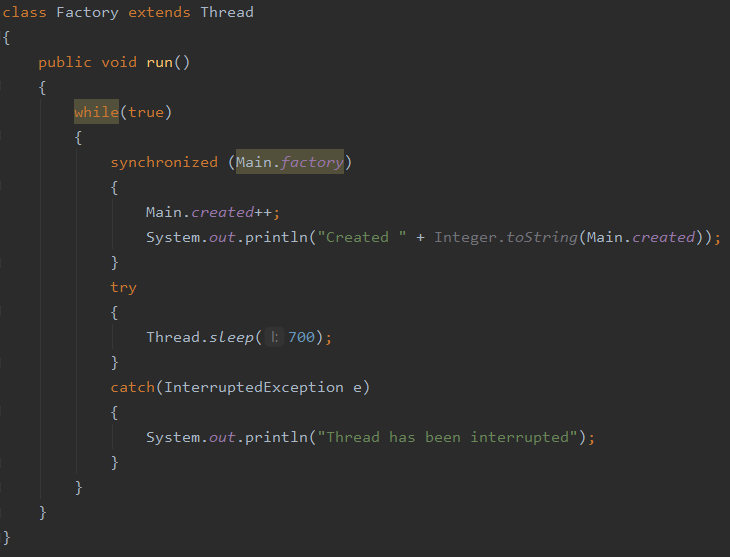 class Factory extends Thread
{
    public void run()
    {
        while(true)
        {
            synchronized (Main.factory)
            {
                Main.created++;
                System.out.println("Created " + Integer.toString(Main.created));
            }
            try
            {
                Thread.sleep( l: 700);
            }
            catch(InterruptedException e)
            {
                System.out.println("Thread has been interrupted");
            }
        }
    }
}